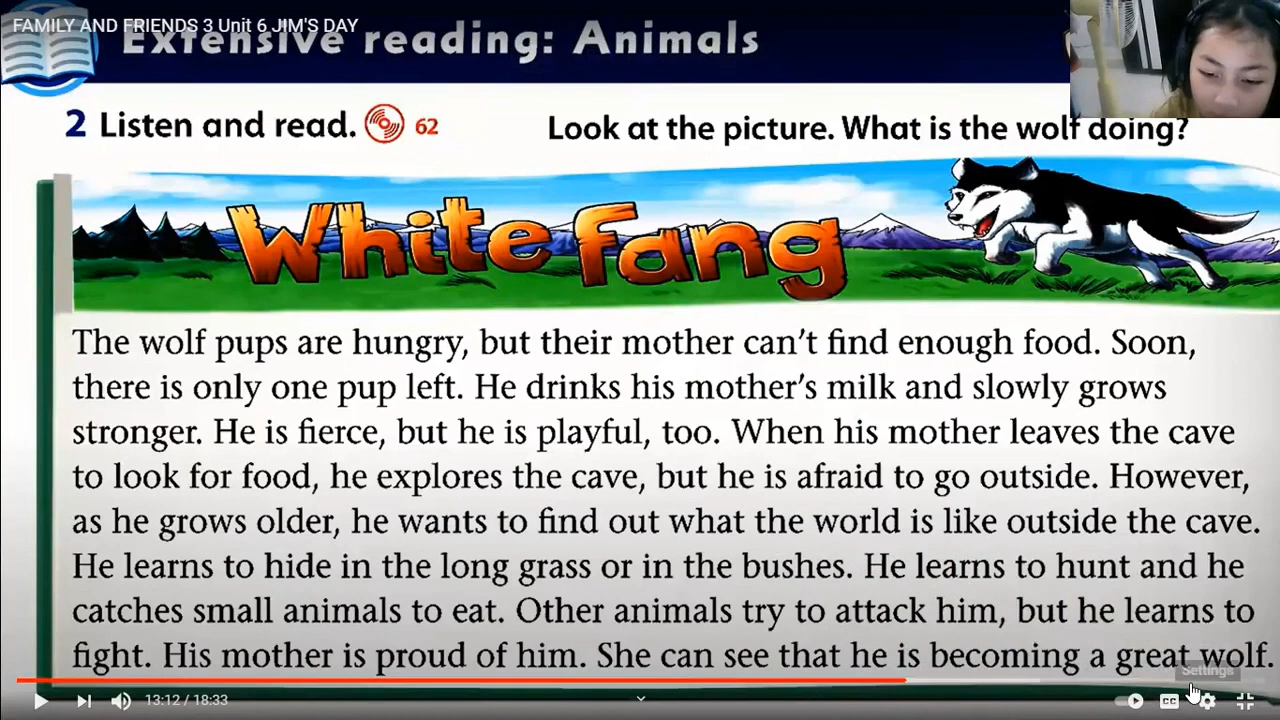 FAMILY AND FRIENDS 3 Unit 6 JIM'S DAY
Extensive reading: Animals
2 Listen and read. 62
Look at the picture. What is the wolf doing?
White Fang
The wolf pups are hungry, but their mother can't find enough food. Soon,
there is only one pup left. He drinks his mother's milk and slowly grows
stronger. He is fierce, but he is playful, too. When his mother leaves the cave
to look for food, he explores the cave, but he is afraid to go outside. However,
as he grows older, he wants to find out what the world is like outside the cave.
He learns to hide in the long grass or in the bushes. He learns to hunt and he
catches small animals to eat. Other animals try to attack him, but he learns to
fight. His mother is proud of him. She can see that he is becoming a great wolf.
Settings
13:12 / 18:33
CC